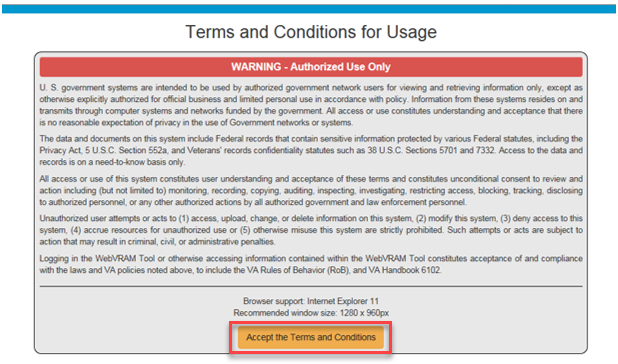 Terms and Conditions for Usage
WARNING - Authorized Use Only
U. S. government systems are intended to be used by authorized government network users for viewing and retrieving information only, except as
otherwise explicitly authorized for official business and limited personal use in accordance with policy. Information from these systems resides on and
transmits through computer systems and networks funded by the government. All access or use constitutes understanding and acceptance that there
is no reasonable expectation of privacy in the use of Government networks or systems.
The data and documents on this system include Federal records that contain sensitive information protected by various Federal statutes, including the
Privacy Act, 5 U.S.C. Section 552a, and Veterans' records confidentiality statutes such as 38 U.S.C. Sections 5701 and 7332. Access to the data and
records is on a need-to-know basis only.
All access or use of this system constitutes user understanding and acceptance of these terms and constitutes unconditional consent to review and
action including (but not limited to) monitoring, recording, copying, auditing, inspecting, investigating, restricting access, blocking, tracking, disclosing
to authorized personnel, or any other authorized actions by all authorized government and law enforcement personnel.
Unauthorized user attempts or acts to (1) access, upload, change, or delete information on this system, (2) modify this system, (3) deny access to this
system, (4) accrue resources for unauthorized use or (5) otherwise misuse this system are strictly prohibited. Such attempts or acts are subject to
action that may result in criminal, civil, or administrative penalties.
Logging in the WebVRAM Tool or otherwise accessing information contained within the WebVRAM Tool constitutes acceptance of and compliance
with the laws and VA policies noted above, to include the VA Rules of Behavior (RoB), and VA Handbook 6102.
Browser support: Internet Explorer 11
Recommended window size: 1280 x 960px
Accept the Terms and Conditions